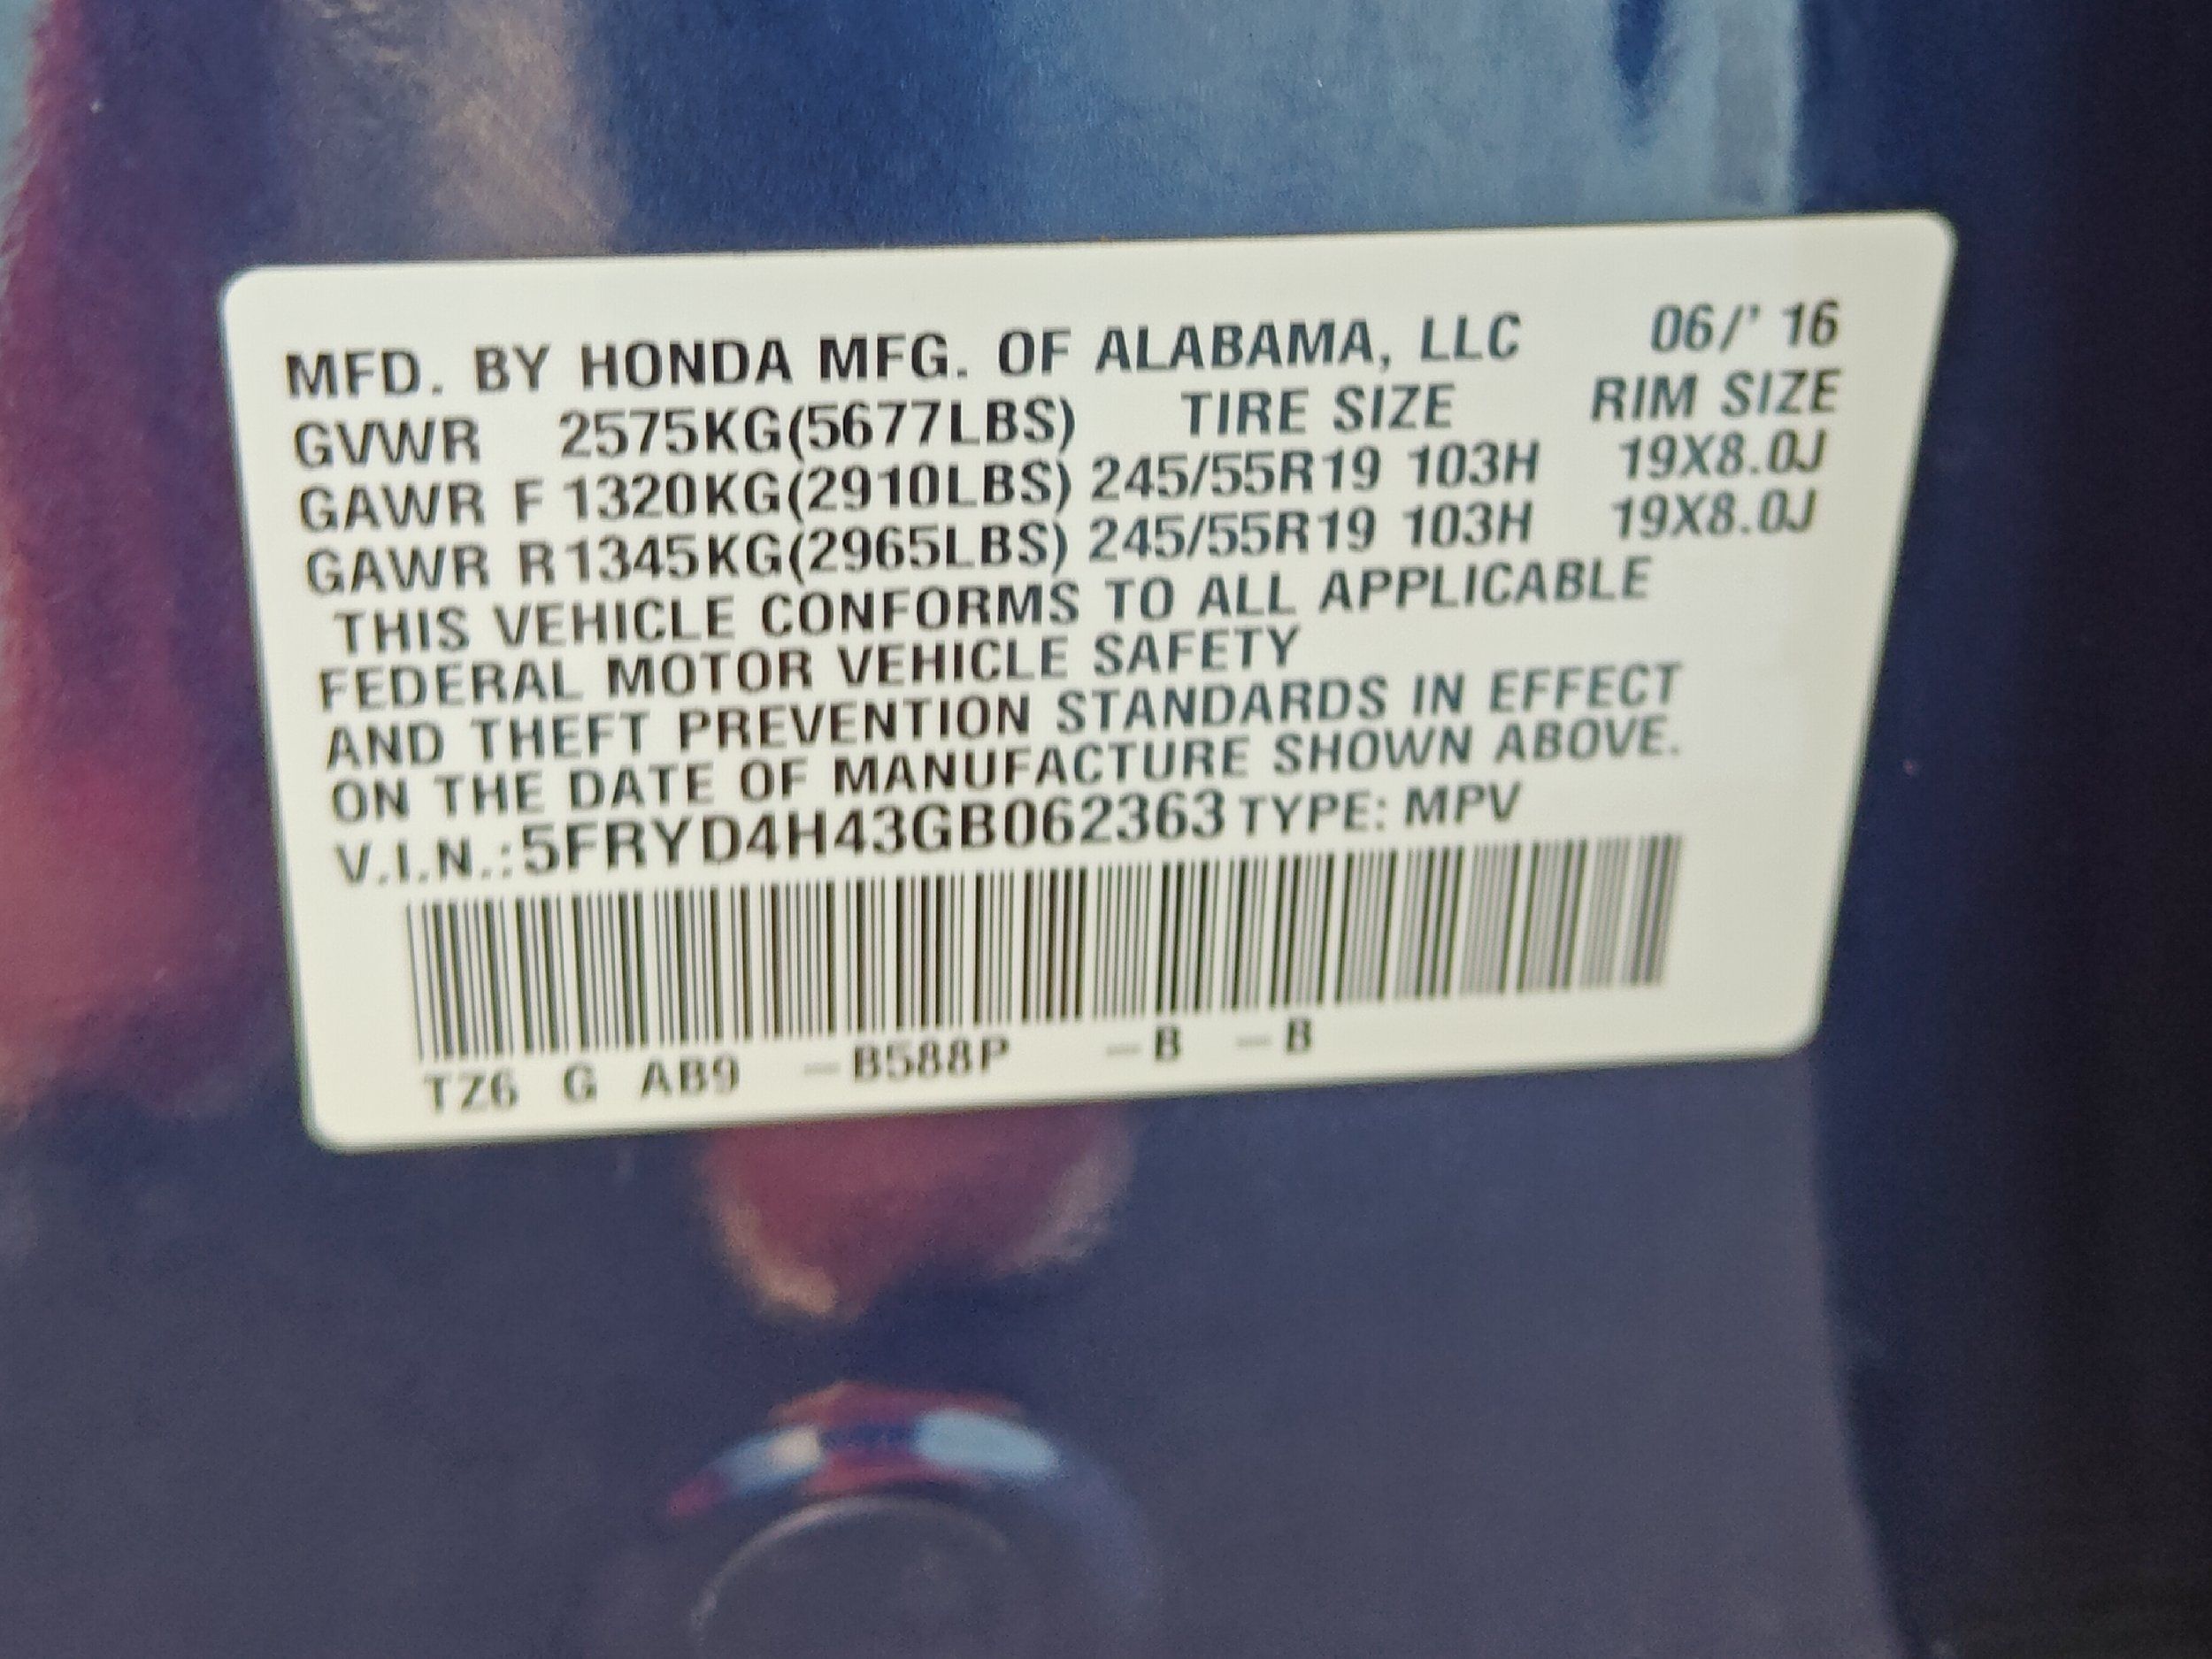 MFD. BY HONDA MFG. OF ALABAMA, LLC 06/' 16
GVWR 2575KG(5677LBS) TIRE SIZE RIM SIZE
GAWR F 1320KG(2910LBS) 245/55R19 103H 19X8.0J
GAWR R 1345KG(2965LBS) 245/55R19 103H 19X8.0J
THIS VEHICLE CONFORMS TO ALL APPLICABLE
FEDERAL MOTOR VEHICLE SAFETY
AND THEFT PREVENTION STANDARDS IN EFFECT
ON THE DATE OF MANUFACTURE SHOWN ABOVE.
V.I.N.:5FRYD4H43GB062363 TYPE: MPV
TZ6 G AB9 -B588P -B -B